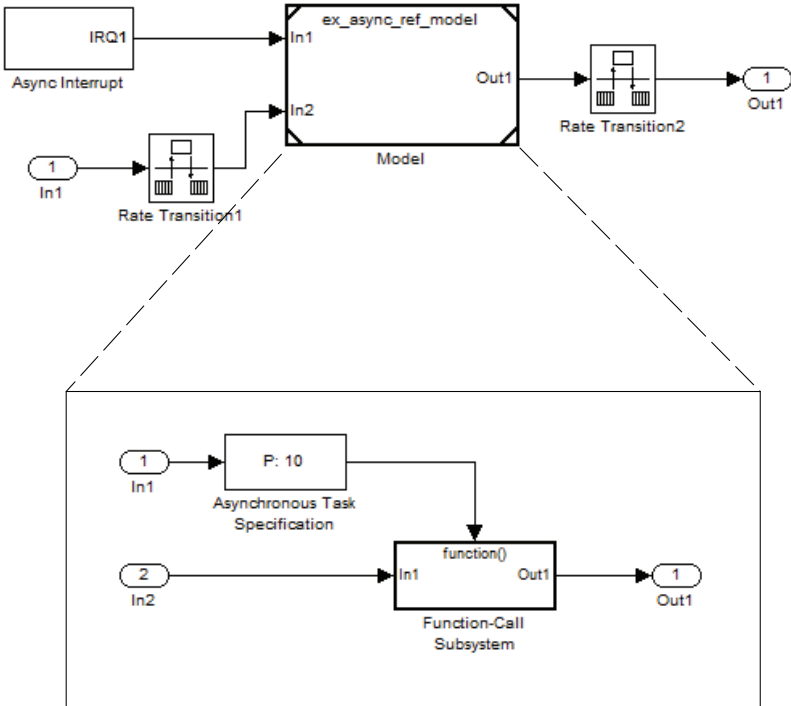 ex_async_ref_model
IRQ1
In1
Async Interrupt
Out1
1
Out1
In2
Rate Transition2
Model
1
In1
Rate Transition1
1
In1
P: 10
Asynchronous Task
Specification
function()
2
In2
In1
Out1
1
Out1
Function-Call
Subsystem